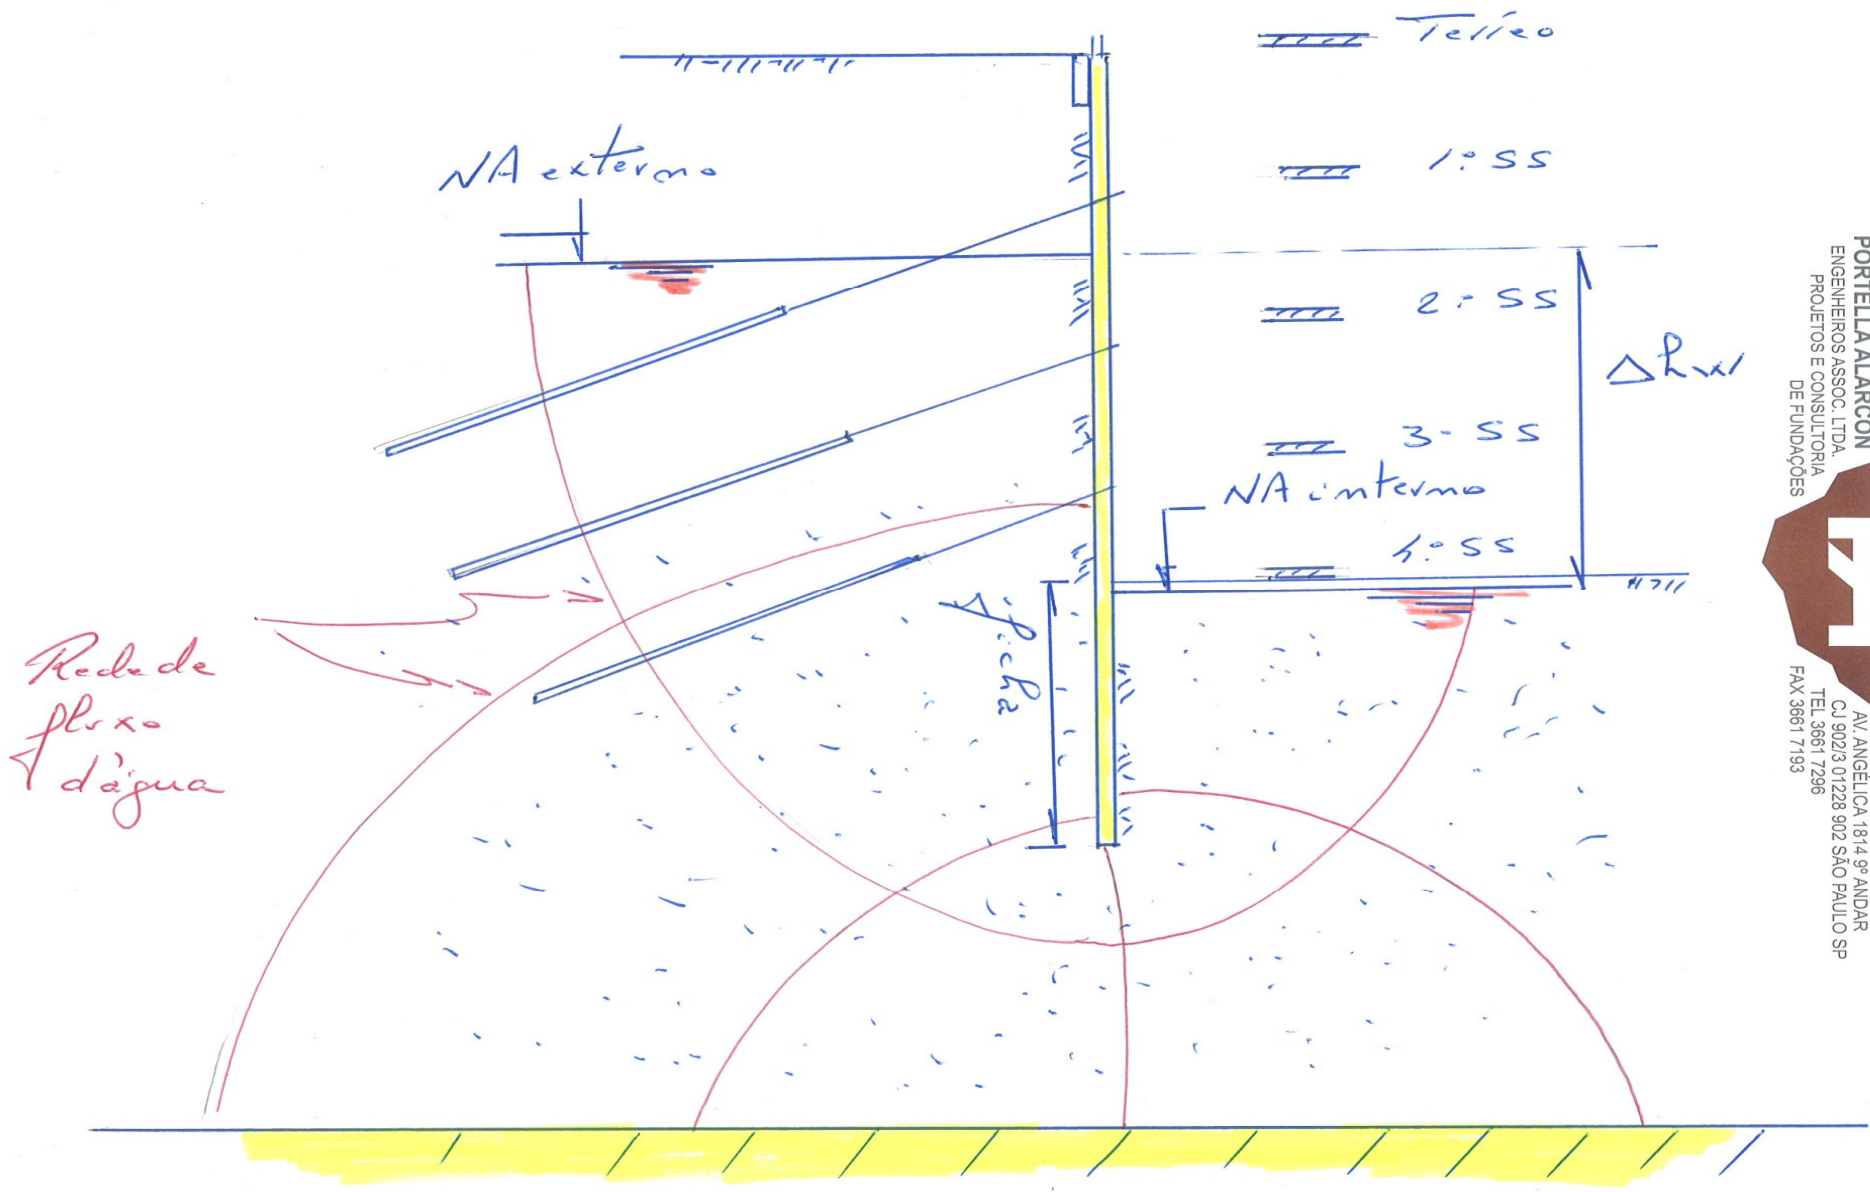 Térreo
NA externo
1º SS
2º SS
Δhw
3º SS
NA interno
4º SS
Δficha
Rede de
fluxo
d'água
PORTELLA ALARCON
ENGENHEIROS ASSOC. LTDA.
PROJETOS E CONSULTORIA
DE FUNDAÇÕES
AV. ANGÉLICA 1814 9º ANDAR
CJ 902/3 01228 902 SÃO PAULO SP
TEL 3661 7296
FAX 3661 7193